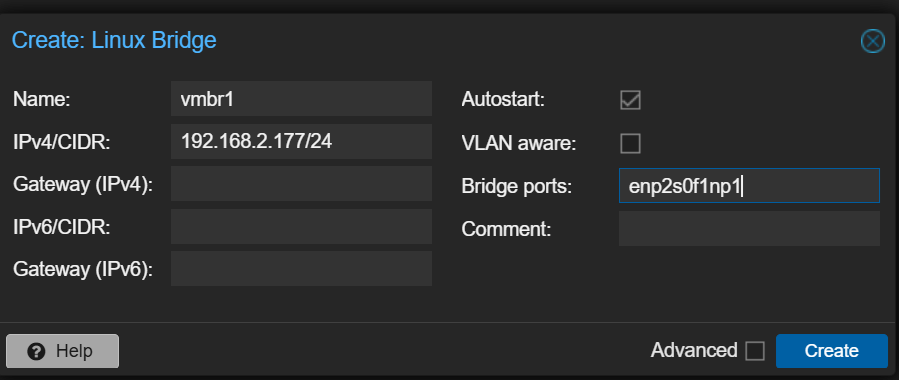 Create: Linux Bridge
Name: vmbr1 Autostart:
IPv4/CIDR: 192.168.2.177/24 VLAN aware:
Gateway (IPv4): Bridge ports: enp2s0f1np1
IPv6/CIDR: Comment:
Gateway (IPv6):
? Help Advanced Create